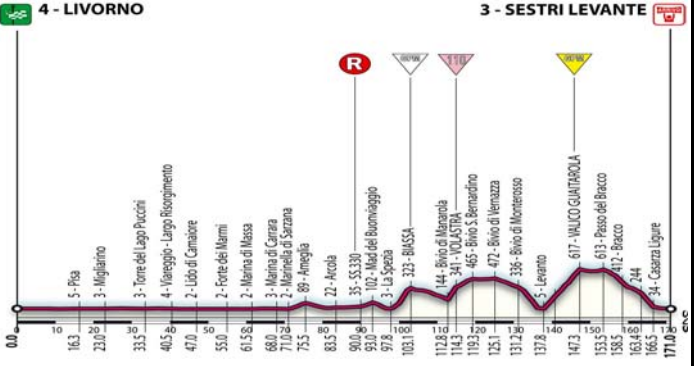 4 - LIVORNO
3 - SESTRI LEVANTE
R
GPM
110
GPM
5 - Pisa
3 - Migliarino
3 - Torre del Lago Puccini
4 - Viareggio - Largo Risorgimento
2 - Lido di Camaiore
2 - Forte dei Marmi
2 - Marina di Massa
3 - Marina di Carrara
2 - Marinella di Sarzana
89 - Ameglia
22 - Arcola
35 - SS.330
102 - Mad del Buonviaggio
3 - La Spezia
323 - BIASSA
144 - Bivio di Manarola
341 - VOLASTRA
465 - Bivio S.Bernardino
472 - Bivio di Vernazza
336 - Bivio di Monterosso
5 - Levanto
617 - VALICO GUAITAROLA
613 - Passo del Bracco
412 - Bracco
244
34 - Casarza Ligure
0 10 20 30 40 50 60 70 80 90 100 110 120 130 140 150 160 170
0.0
16.3
23.0
33.5
40.5
47.0
55.0
61.5
68.0
71.0
75.5
83.5
90.0
93.0
97.8
103.1
112.8
114.3
119.3
125.1
131.2
137.8
147.3
153.5
158.5
163.4
166.5
171.0